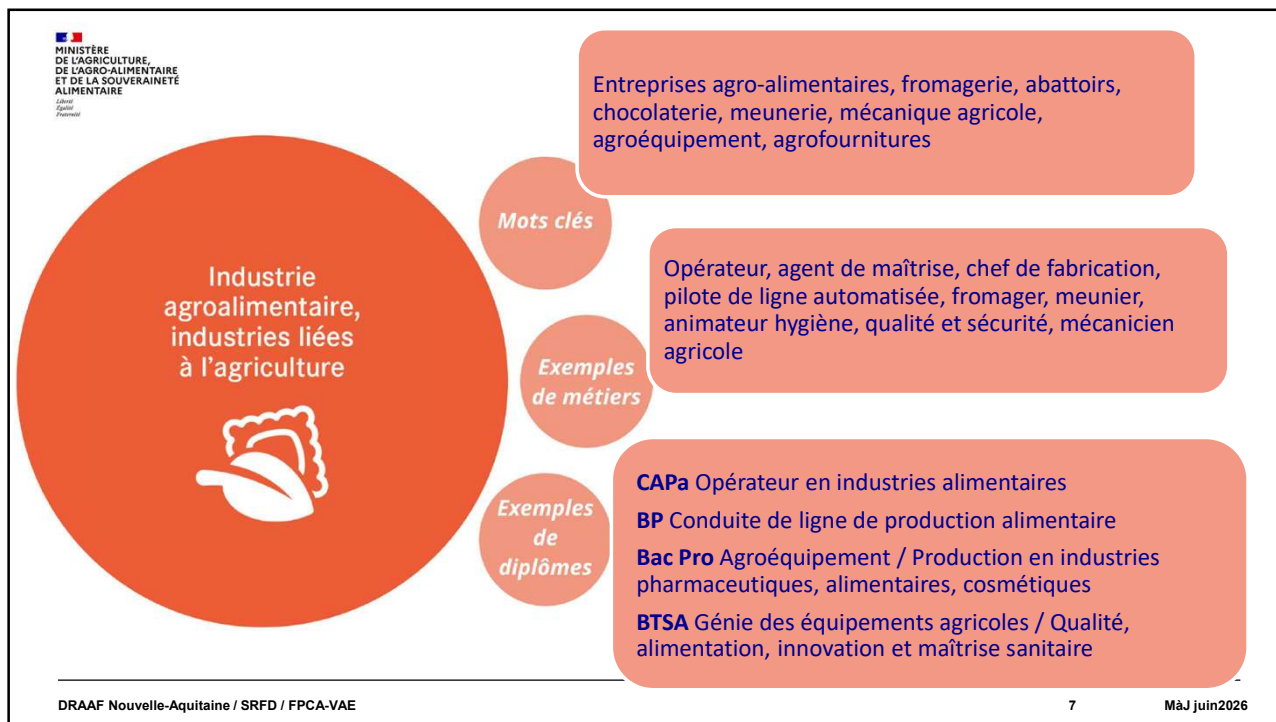 MINISTÈRE
DE L'AGRICULTURE,
DE L'AGRO-ALIMENTAIRE
ET DE LA SOUVERAINETÉ
ALIMENTAIRE
Liberté
Égalité
Fraternité
Industrie
agroalimentaire,
industries liées
à l'agriculture
Mots clés
Entreprises agro-alimentaires, fromagerie, abattoirs,
chocolaterie, meunerie, mécanique agricole,
agroéquipement, agrofournitures
Exemples
de métiers
Opérateur, agent de maîtrise, chef de fabrication,
pilote de ligne automatisée, fromager, meunier,
animateur hygiène, qualité et sécurité, mécanicien
agricole
Exemples
de
diplômes
CAPa Opérateur en industries alimentaires
BP Conduite de ligne de production alimentaire
Bac Pro Agroéquipement / Production en industries
pharmaceutiques, alimentaires, cosmétiques
BTSA Génie des équipements agricoles / Qualité,
alimentation, innovation et maîtrise sanitaire
DRAAF Nouvelle-Aquitaine / SRFD / FPCA-VAE
7
MàJ juin2026